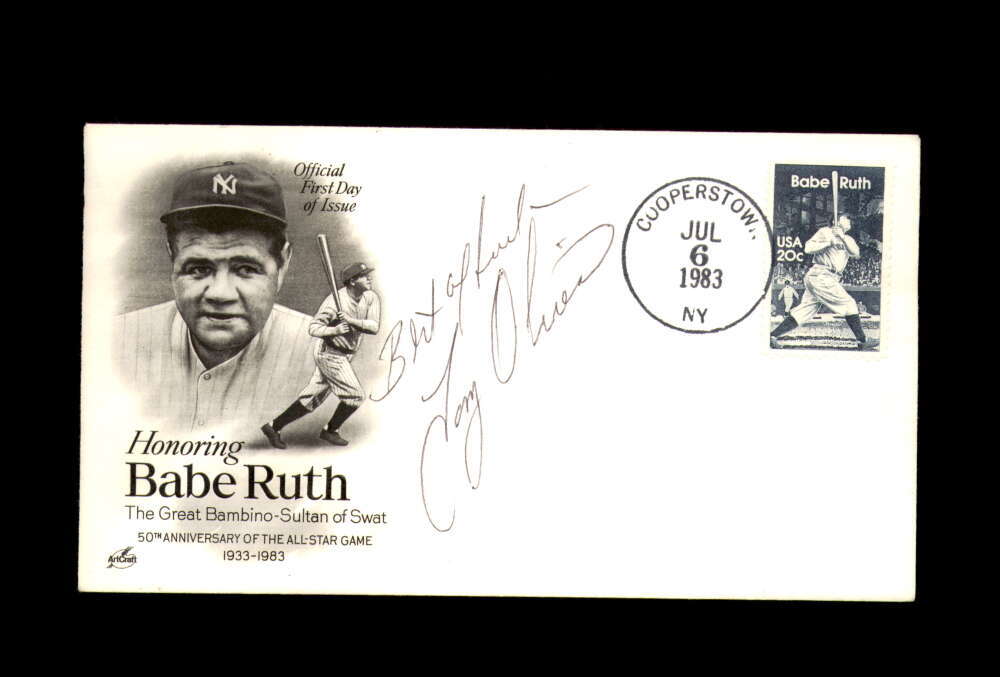 Official
First Day
of Issue
NY
Honoring
Babe Ruth
The Great Bambino-Sultan of Swat
50TH ANNIVERSARY OF THE ALL-STAR GAME
1933-1983
ArtCraft
Best of luck
Tony Oliva
COOPERSTOWN
JUL
6
1983
NY
Babe Ruth
USA
20c